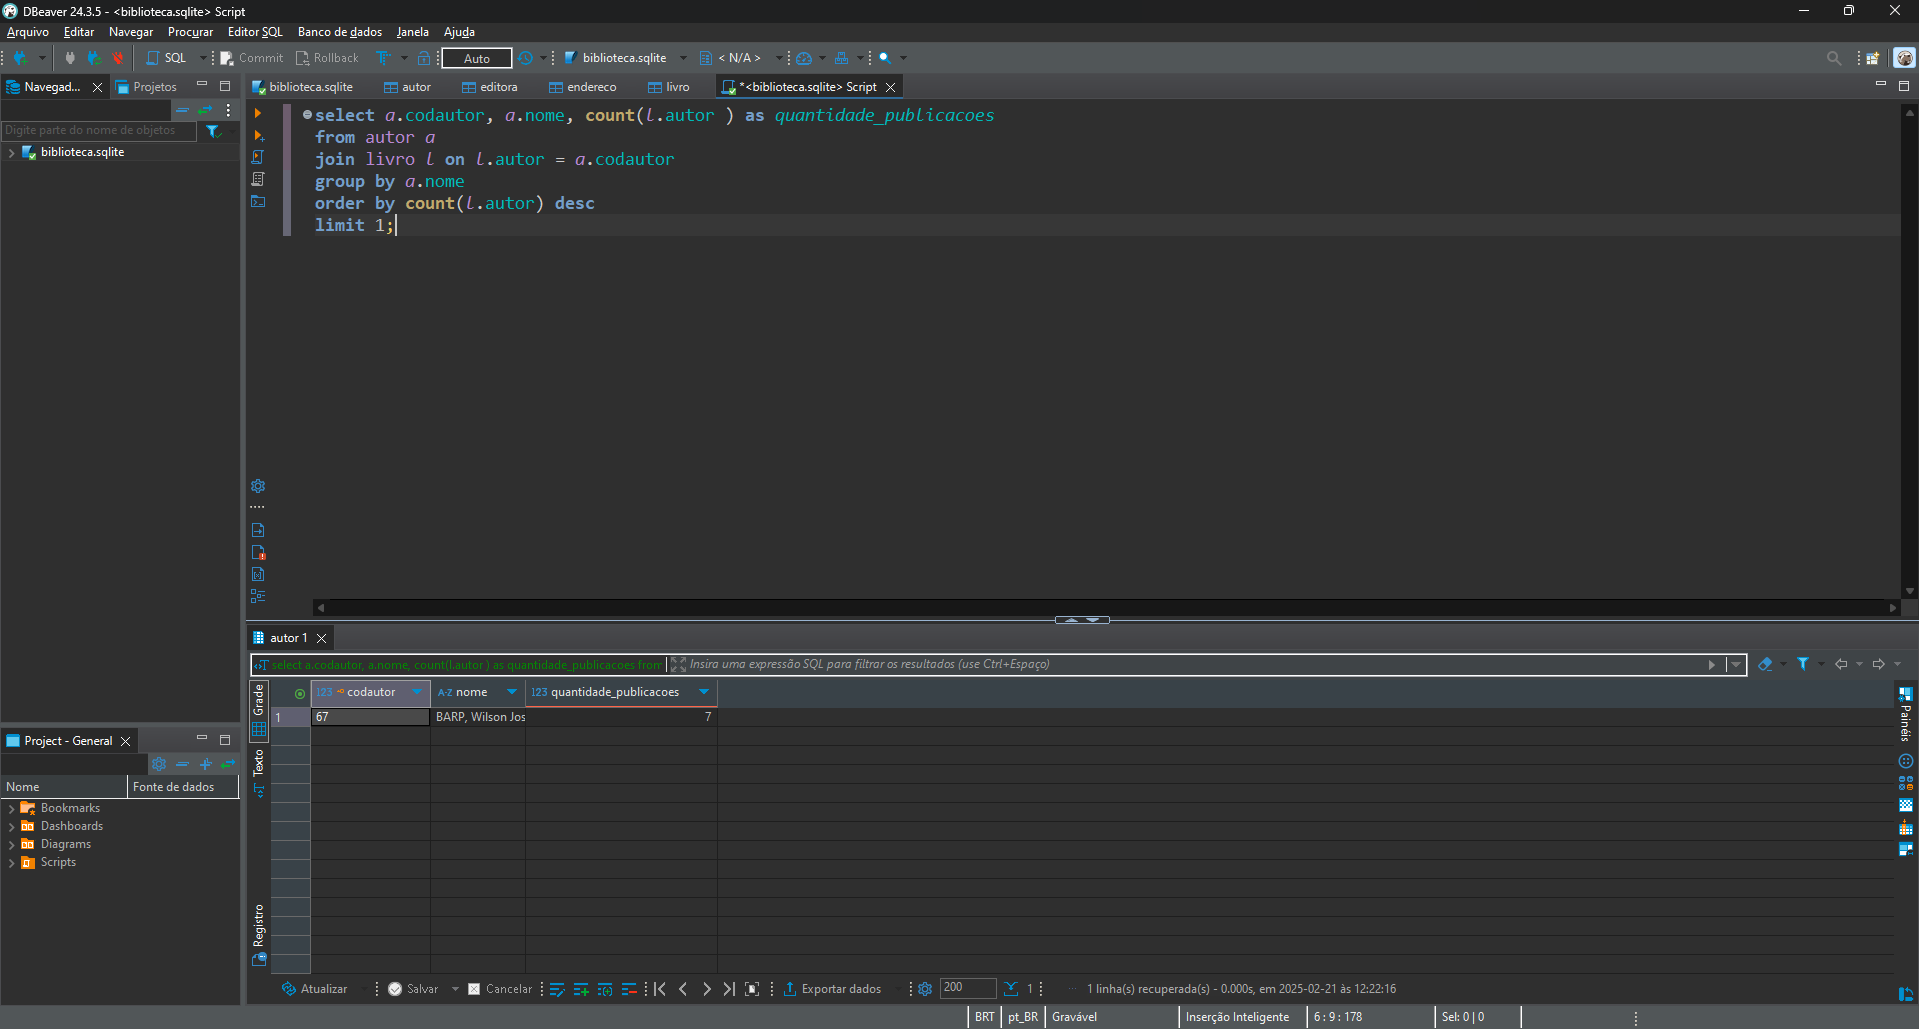 DBeaver 24.3.5 - <biblioteca.sqlite> Script
Arquivo Editar Navegar Procurar Editor SQL Banco de dados Janela Ajuda
SQL Commit Rollback Auto biblioteca.sqlite < N/A >
Navegad... Projetos
Digite parte do nome de objetos
biblioteca.sqlite
biblioteca.sqlite autor editora endereco livro *<biblioteca.sqlite> Script
select a.codautor, a.nome, count(l.autor ) as quantidade_publicacoes
from autor a
join livro l on l.autor = a.codautor
group by a.nome
order by count(l.autor) desc
limit 1;
Project - General
Nome Fonte de dados
Bookmarks
Dashboards
Diagrams
Scripts
autor 1
select a.codautor, a.nome, count(l.autor ) as quantidade_publicacoes from Insira uma expressão SQL para filtrar os resultados (use Ctrl+Espaço)
Grade
Texto
Registro
123 codautor A-Z nome 123 quantidade_publicacoes
1 67 BARP, Wilson Jos 7
Painéis
Atualizar Salvar Cancelar Exportar dados 200 1 1 linha(s) recuperada(s) - 0.000s, em 2025-02-21 às 12:22:16
BRT pt_BR Gravável Inserção Inteligente 6 : 9 : 178 Sel: 0 | 0